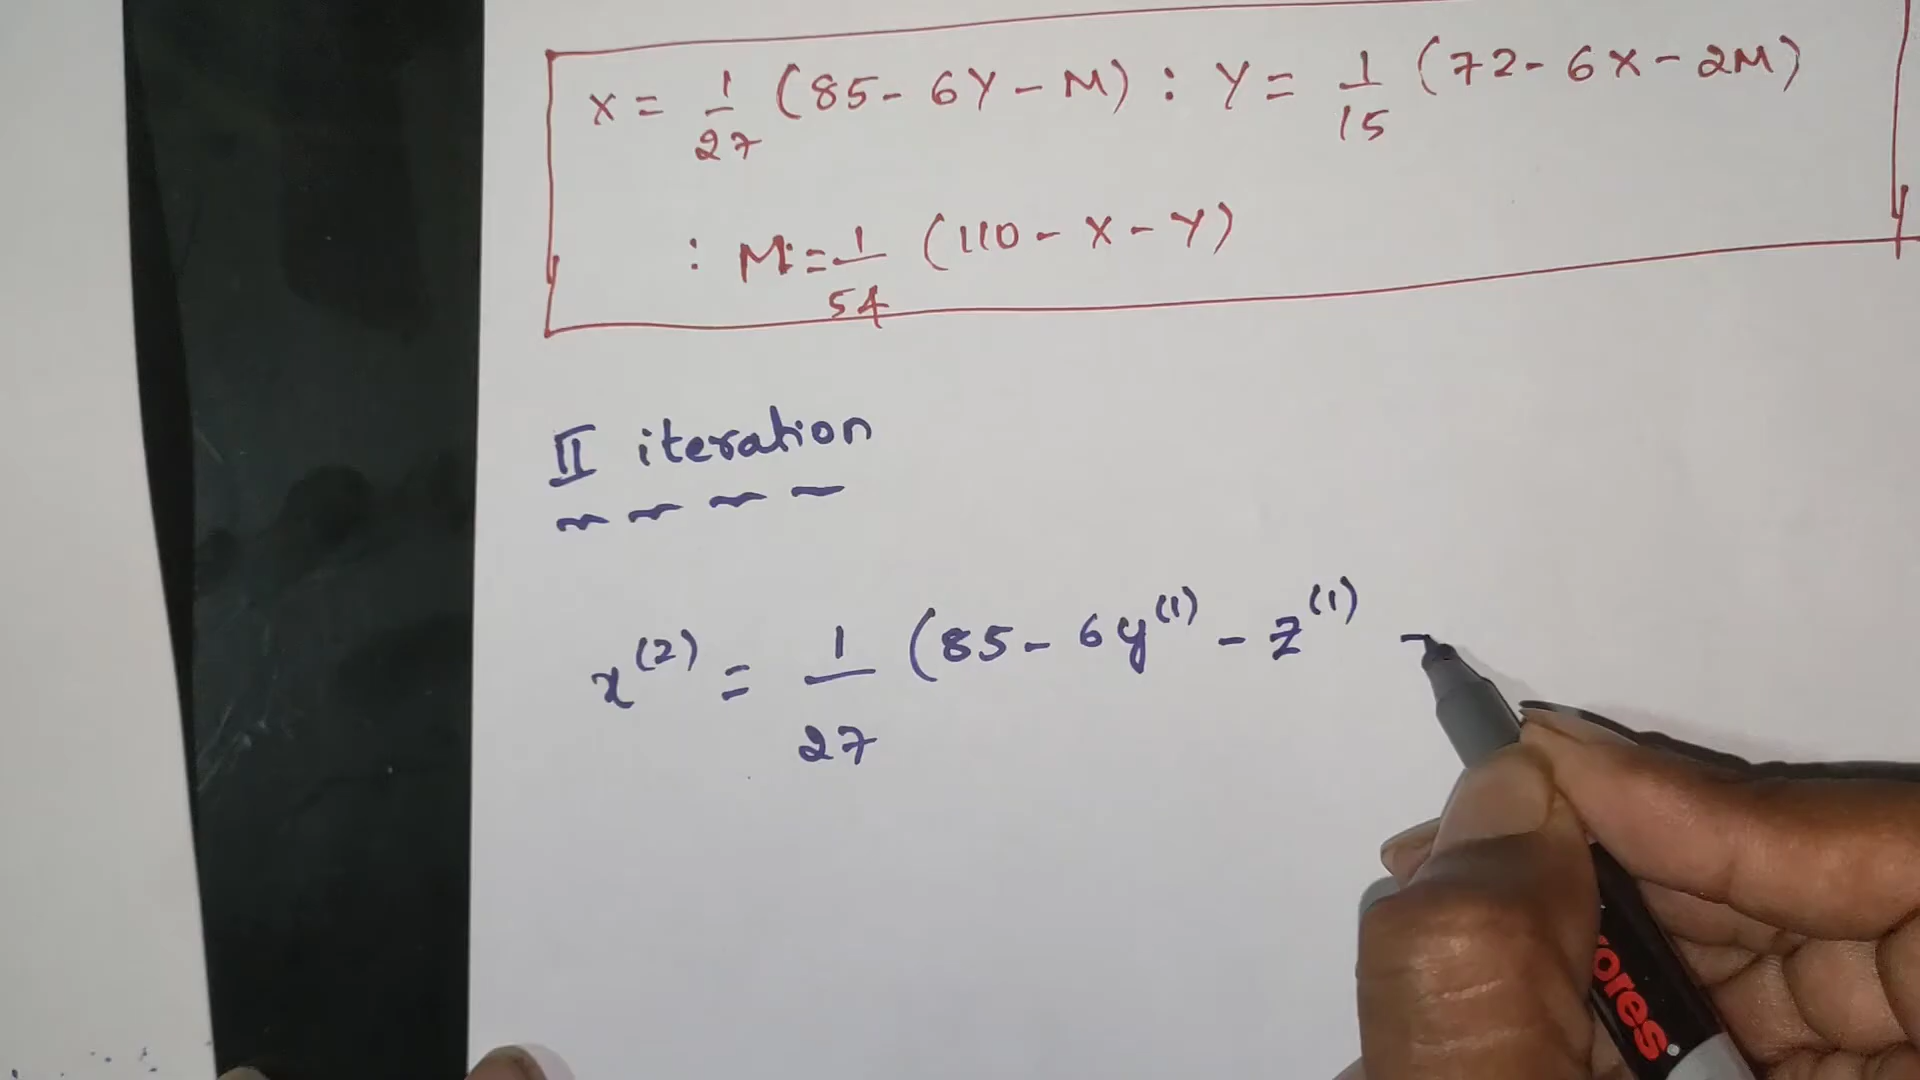 X = 1/27 (85 - 6Y - M) : Y = 1/15 (72 - 6X - 2M)
: M = 1/54 (110 - X - Y)
II iteration
x^(2) = 1/27 (85 - 6y^(1) - z^(1) -
ores